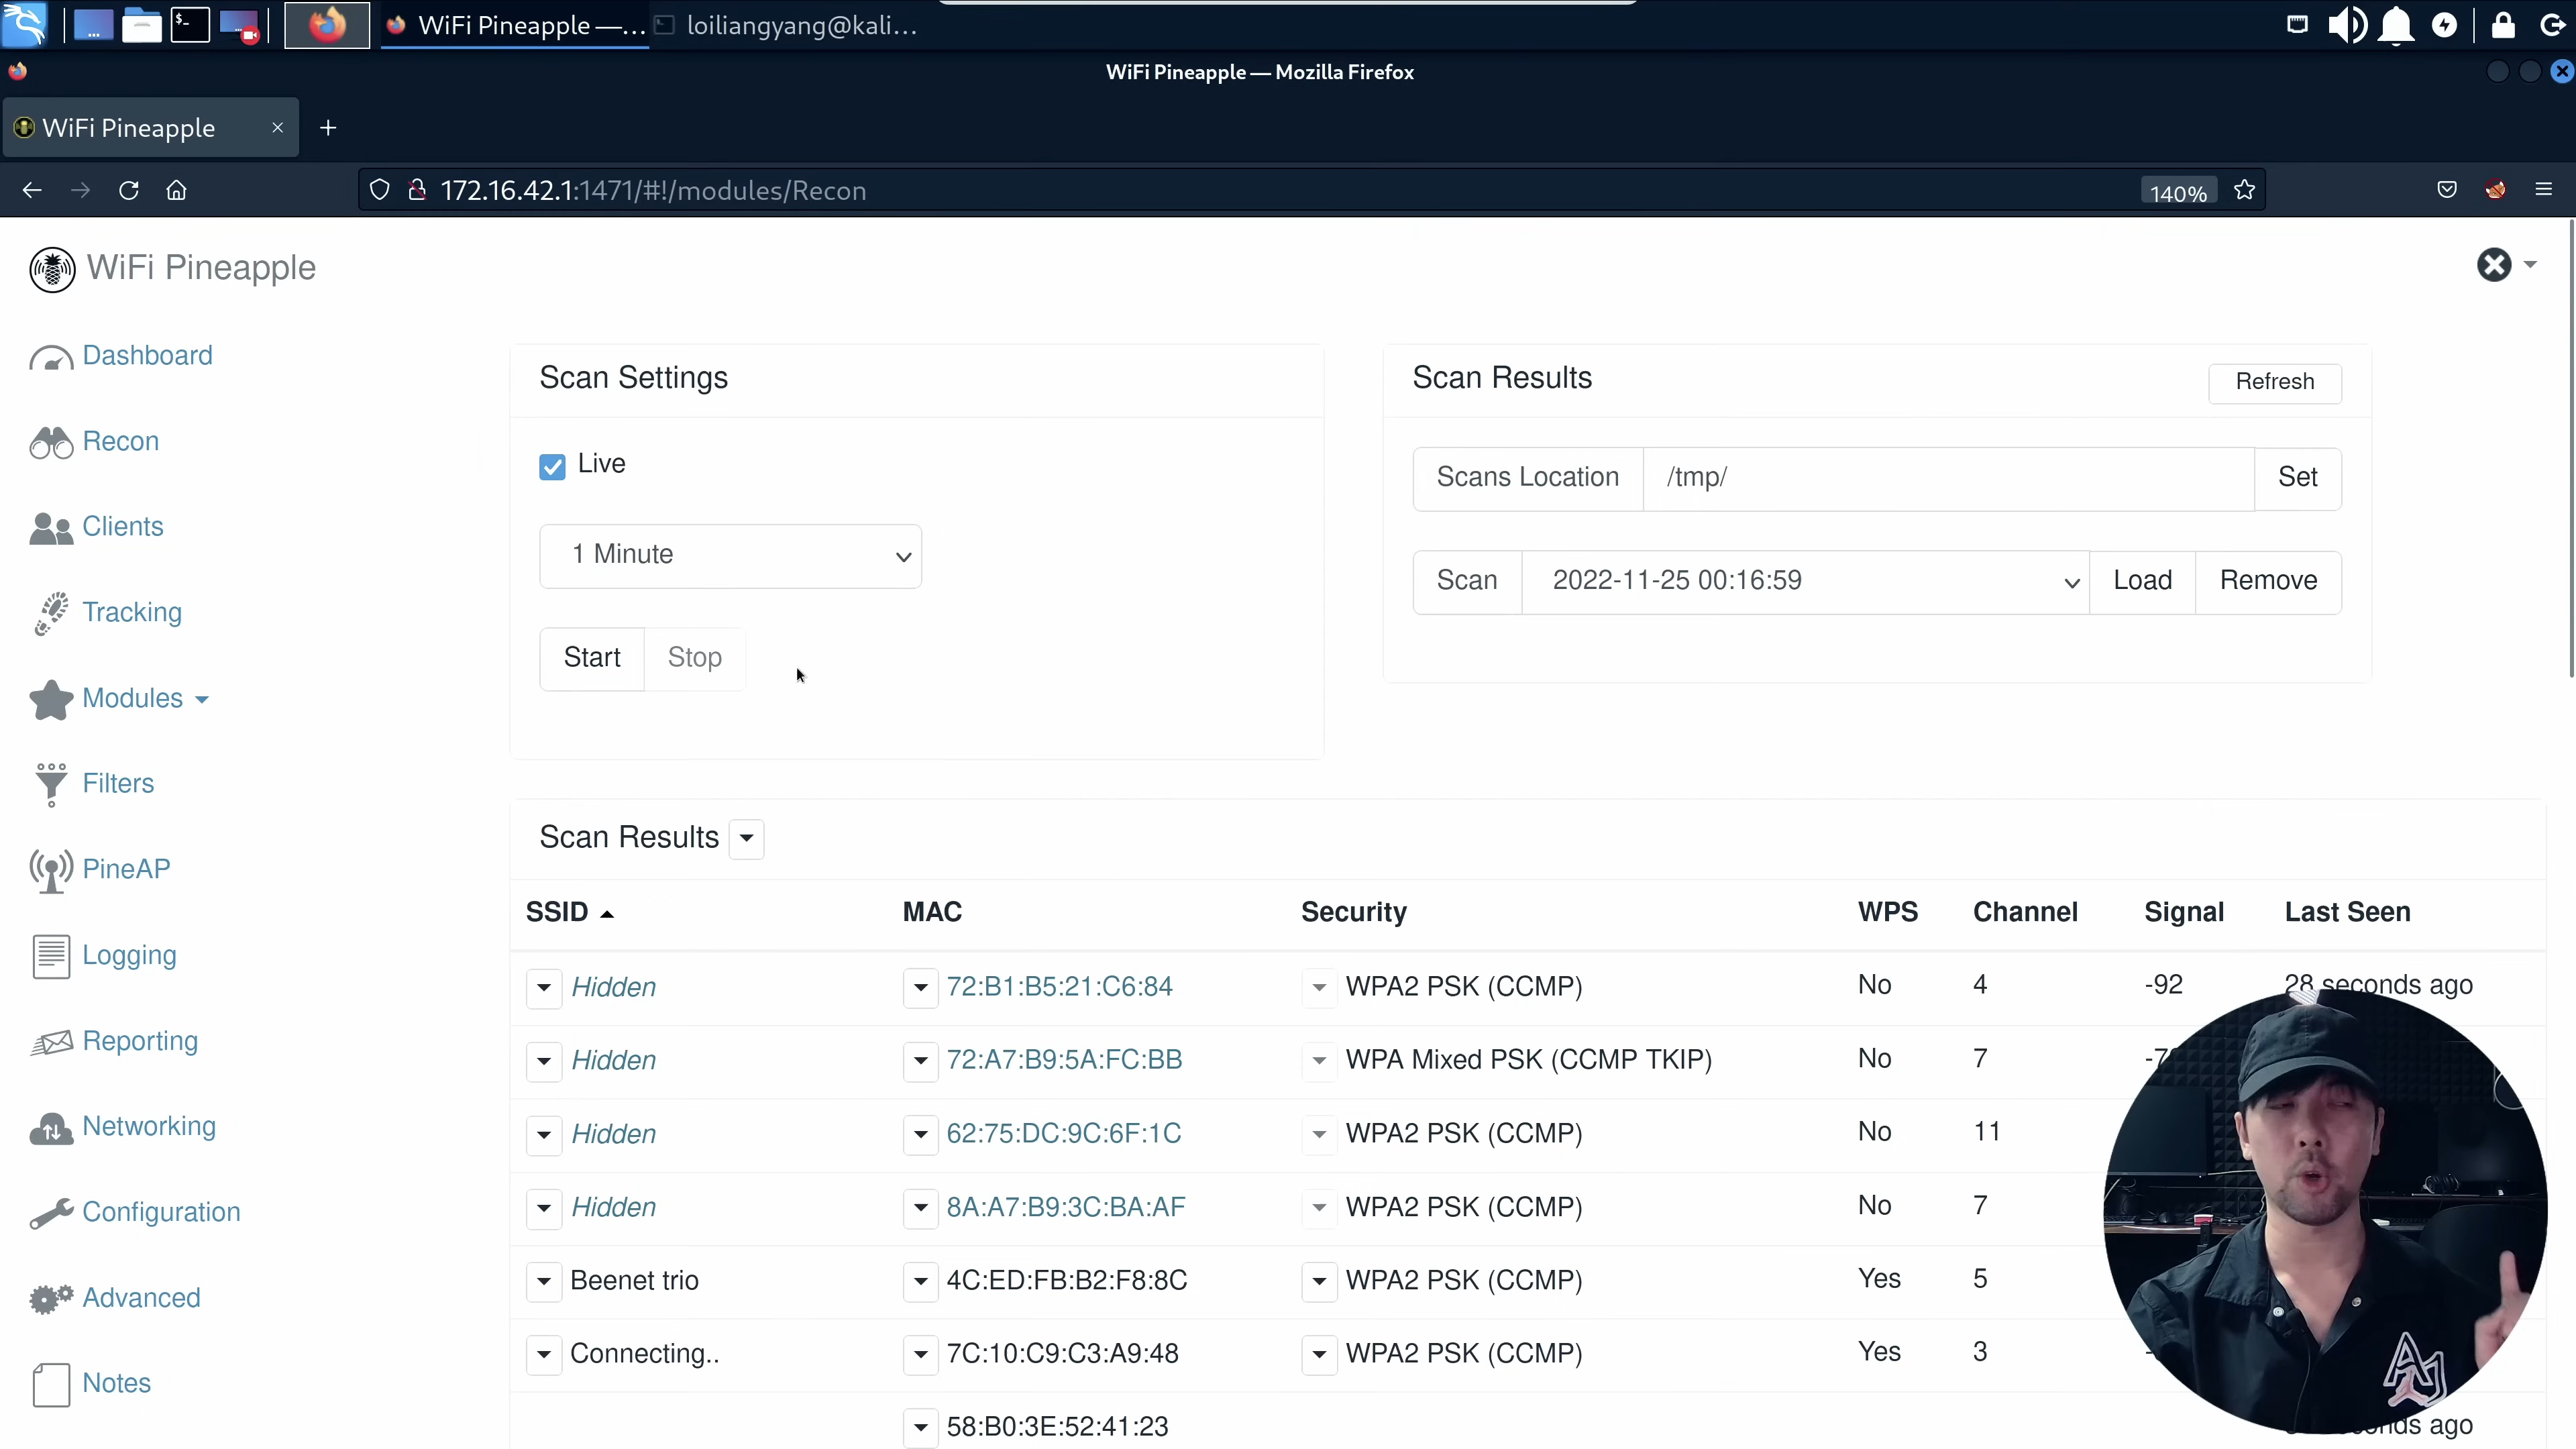 WiFi Pineapple —...
loiliangyang@kali...
WiFi Pineapple — Mozilla Firefox
WiFi Pineapple
172.16.42.1:1471/#!/modules/Recon
140%
WiFi Pineapple
Dashboard
Recon
Clients
Tracking
Modules
Filters
PineAP
Logging
Reporting
Networking
Configuration
Advanced
Notes
Scan Settings
Live
1 Minute
Start Stop
Scan Results Refresh
Scans Location /tmp/ Set
Scan 2022-11-25 00:16:59 Load Remove
Scan Results
SSID MAC Security WPS Channel Signal Last Seen
Hidden 72:B1:B5:21:C6:84 WPA2 PSK (CCMP) No 4 -92 28 seconds ago
Hidden 72:A7:B9:5A:FC:BB WPA Mixed PSK (CCMP TKIP) No 7
Hidden 62:75:DC:9C:6F:1C WPA2 PSK (CCMP) No 11
Hidden 8A:A7:B9:3C:BA:AF WPA2 PSK (CCMP) No 7
Beenet trio 4C:ED:FB:B2:F8:8C WPA2 PSK (CCMP) Yes 5
Connecting.. 7C:10:C9:C3:A9:48 WPA2 PSK (CCMP) Yes 3
58:B0:3E:52:41:23 ago